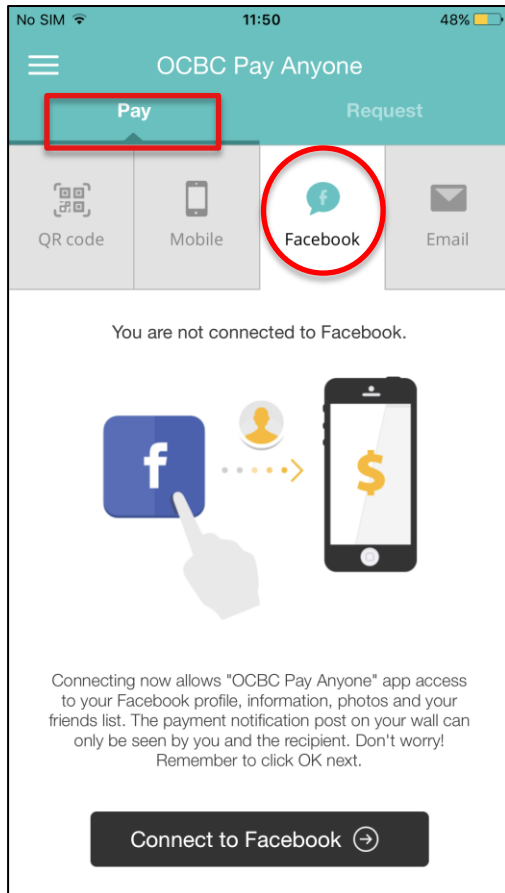 No SIM 11:50 48%
OCBC Pay Anyone
Pay Request
QR code Mobile Facebook Email
You are not connected to Facebook.
f $
Connecting now allows "OCBC Pay Anyone" app access
to your Facebook profile, information, photos and your
friends list. The payment notification post on your wall can
only be seen by you and the recipient. Don't worry!
Remember to click OK next.
Connect to Facebook